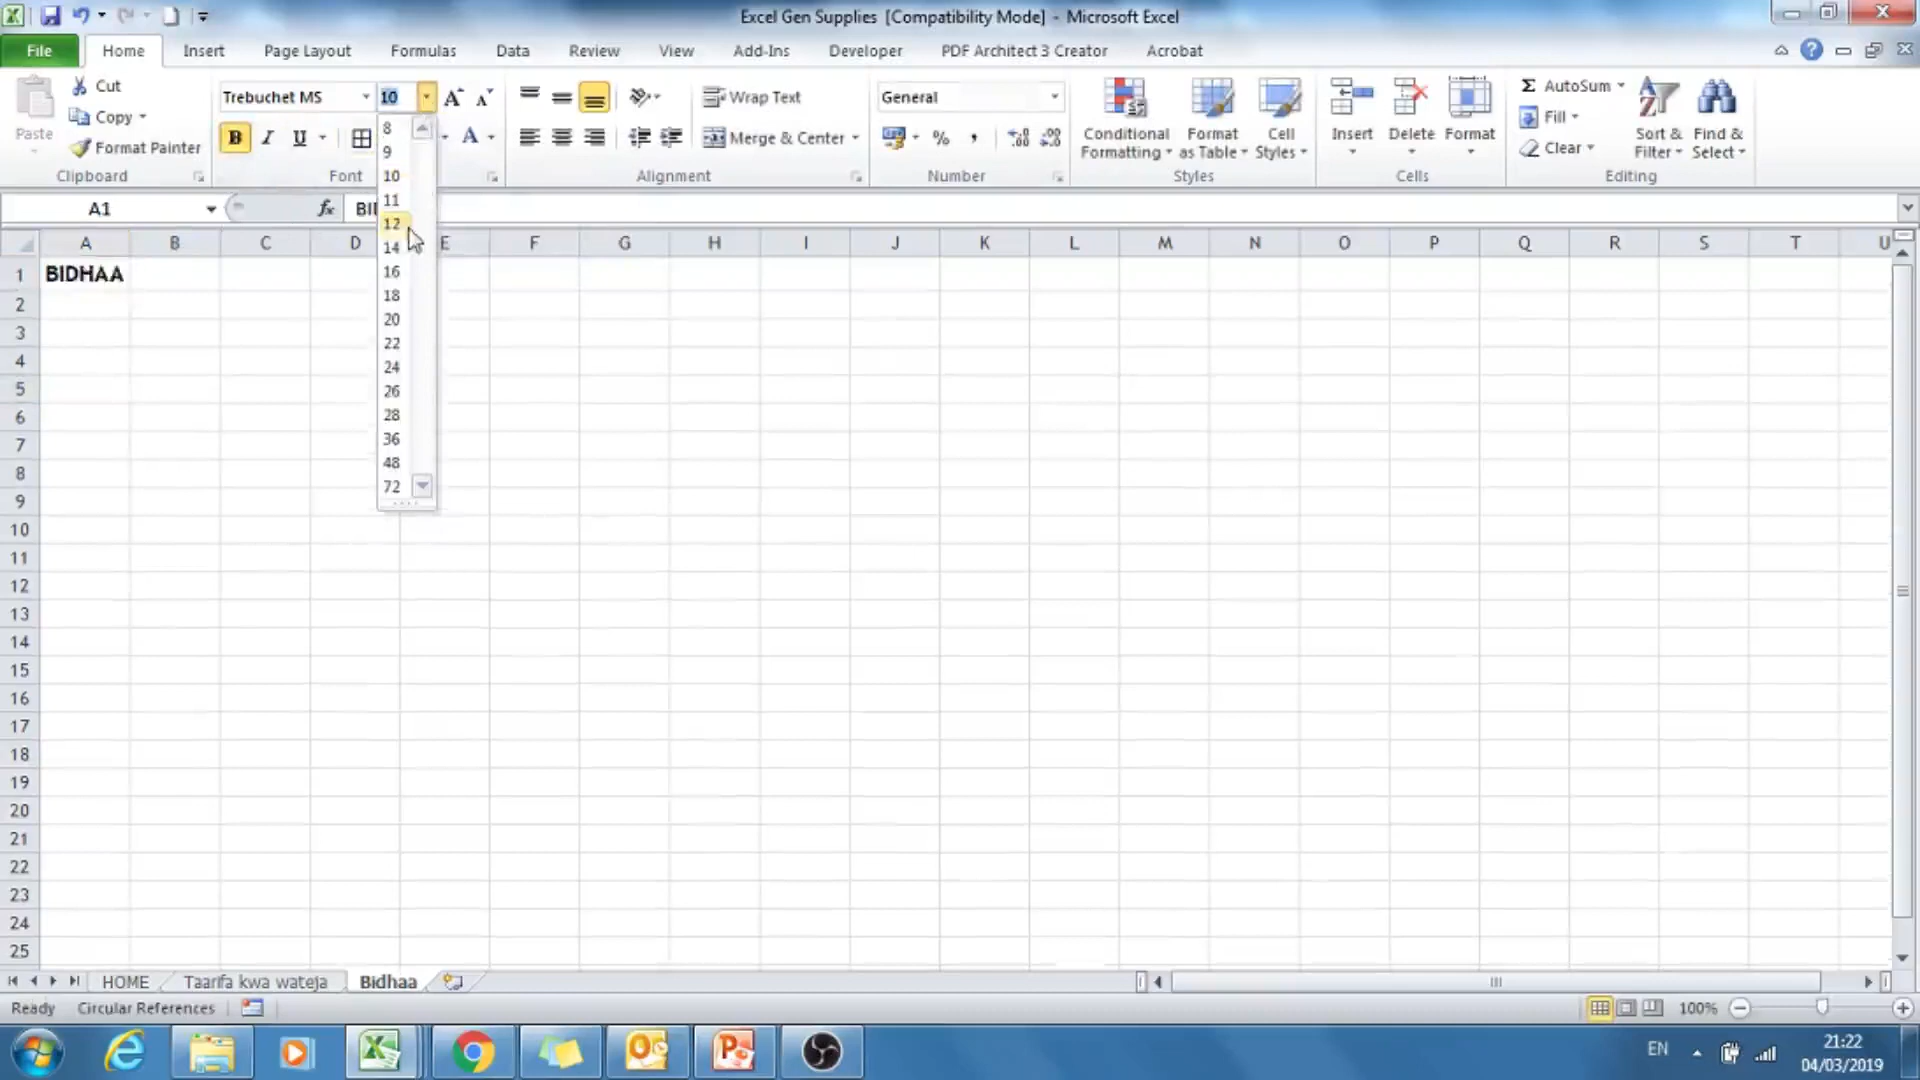 Excel Gen Supplies [Compatibility Mode] - Microsoft Excel
File Home Insert Page Layout Formulas Data Review View Add-Ins Developer PDF Architect 3 Creator Acrobat
Paste
Cut
Copy
Format Painter
Clipboard
Trebuchet MS 10
B I U A
Font
Wrap Text
Merge & Center
Alignment
General
%
Number
Conditional Formatting
Format as Table
Cell Styles
Styles
Insert
Delete
Format
Cells
Σ AutoSum
Fill
Clear
Sort & Filter
Find & Select
Editing
A1 fx
8
9
10
11
12
14
16
18
20
22
24
26
28
36
48
72
A B C D E F G H I J K L M N O P Q R S T U
1 BIDHAA
2
3
4
5
6
7
8
9
10
11
12
13
14
15
16
17
18
19
20
21
22
23
24
25
HOME Taarifa kwa wateja Bidhaa
Ready Circular References 100%
EN 21:22
04/03/2019